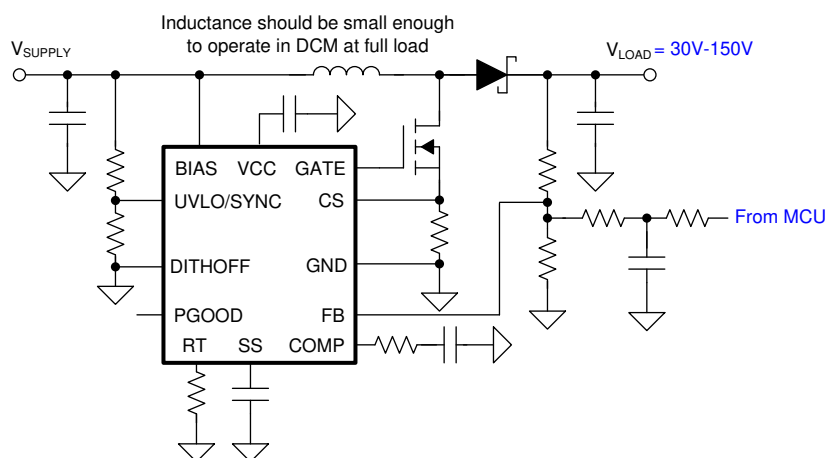 Inductance should be small enough
to operate in DCM at full load
VSUPPLY
VLOAD = 30V-150V
BIAS VCC GATE
UVLO/SYNC CS
DITHOFF GND
PGOOD FB
RT SS COMP
From MCU